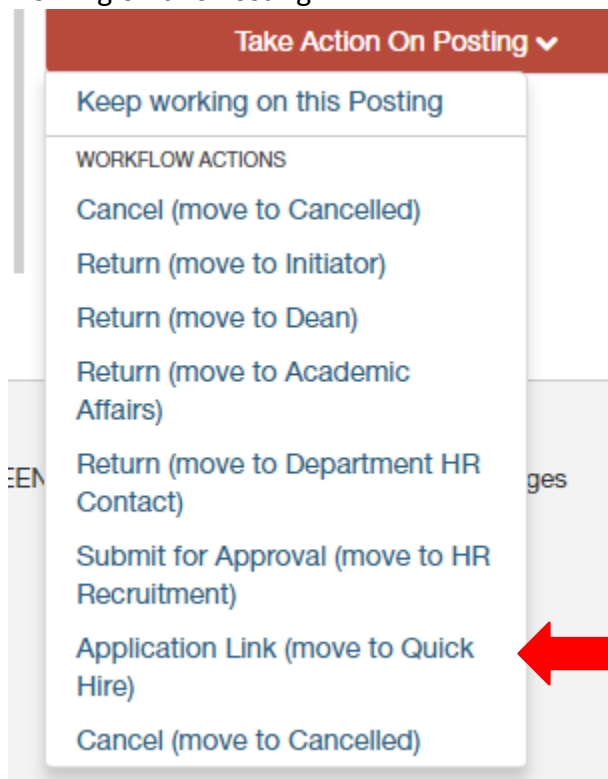 Take Action On Posting
Keep working on this Posting
WORKFLOW ACTIONS
Cancel (move to Cancelled)
Return (move to Initiator)
Return (move to Dean)
Return (move to Academic
Affairs)
Return (move to Department HR
Contact)
Submit for Approval (move to HR
Recruitment)
Application Link (move to Quick
Hire)
Cancel (move to Cancelled)